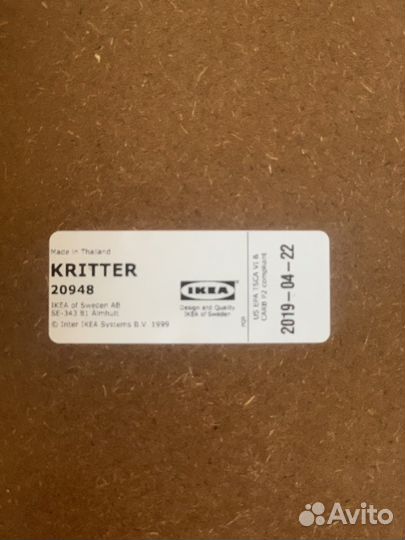 Made in Thailand
KRITTER
20948
IKEA of Sweden AB
SE-343 81 Älmhult
© Inter IKEA Systems B.V. 1999
IKEA
Design and Quality
IKEA of Sweden
PQR
US EPA TSCA VI &
CARB P2 compliant
2019-04-22
Avito